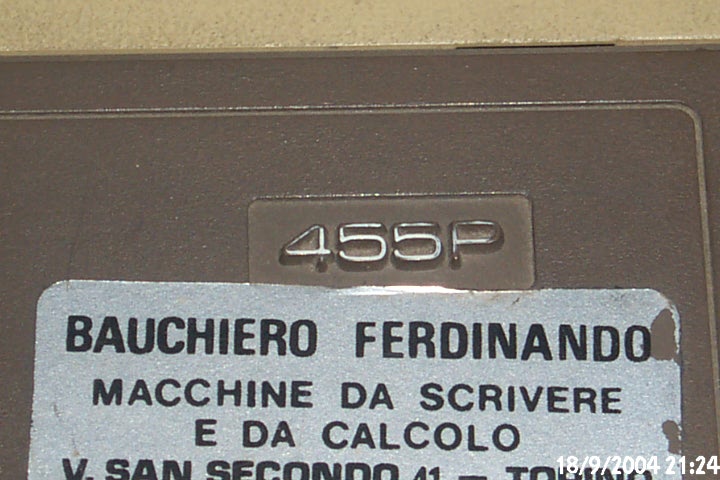 455P
BAUCHIERO FERDINANDO
MACCHINE DA SCRIVERE
E DA CALCOLO
V. SAN SECONDO 41 - TORINO
18/9/2004 21:24